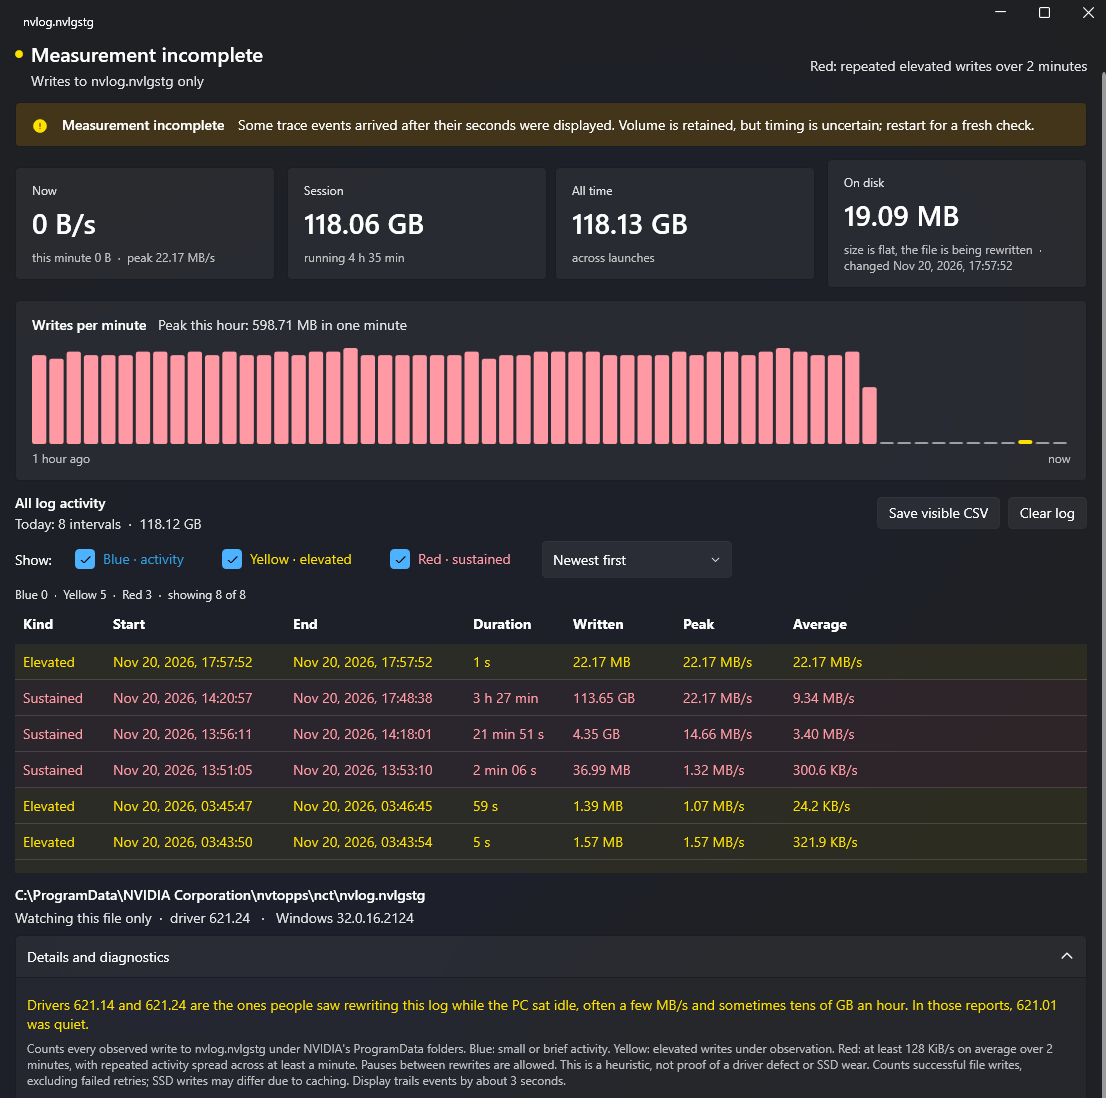 nvlog.nvlgstg
Measurement incomplete
Writes to nvlog.nvlgstg only
Red: repeated elevated writes over 2 minutes
Measurement incomplete Some trace events arrived after their seconds were displayed. Volume is retained, but timing is uncertain; restart for a fresh check.
Now
0 B/s
this minute 0 B · peak 22.17 MB/s
Session
118.06 GB
running 4 h 35 min
All time
118.13 GB
across launches
On disk
19.09 MB
size is flat, the file is being rewritten ·
changed Nov 20, 2026, 17:57:52
Writes per minute Peak this hour: 598.71 MB in one minute
1 hour ago
now
All log activity
Today: 8 intervals · 118.12 GB
Save visible CSV
Clear log
Show: Blue · activity Yellow · elevated Red · sustained Newest first
Blue 0 · Yellow 5 · Red 3 · showing 8 of 8
Kind Start End Duration Written Peak Average
Elevated Nov 20, 2026, 17:57:52 Nov 20, 2026, 17:57:52 1 s 22.17 MB 22.17 MB/s 22.17 MB/s
Sustained Nov 20, 2026, 14:20:57 Nov 20, 2026, 17:48:38 3 h 27 min 113.65 GB 22.17 MB/s 9.34 MB/s
Sustained Nov 20, 2026, 13:56:11 Nov 20, 2026, 14:18:01 21 min 51 s 4.35 GB 14.66 MB/s 3.40 MB/s
Sustained Nov 20, 2026, 13:51:05 Nov 20, 2026, 13:53:10 2 min 06 s 36.99 MB 1.32 MB/s 300.6 KB/s
Elevated Nov 20, 2026, 03:45:47 Nov 20, 2026, 03:46:45 59 s 1.39 MB 1.07 MB/s 24.2 KB/s
Elevated Nov 20, 2026, 03:43:50 Nov 20, 2026, 03:43:54 5 s 1.57 MB 1.57 MB/s 321.9 KB/s
C:\ProgramData\NVIDIA Corporation\nvtopps\nct\nvlog.nvlgstg
Watching this file only · driver 621.24 · Windows 32.0.16.2124
Details and diagnostics
Drivers 621.14 and 621.24 are the ones people saw rewriting this log while the PC sat idle, often a few MB/s and sometimes tens of GB an hour. In those reports, 621.01
was quiet.
Counts every observed write to nvlog.nvlgstg under NVIDIA's ProgramData folders. Blue: small or brief activity. Yellow: elevated writes under observation. Red: at least 128 KiB/s on average over 2
minutes, with repeated activity spread across at least a minute. Pauses between rewrites are allowed. This is a heuristic, not proof of a driver defect or SSD wear. Counts successful file writes,
excluding failed retries; SSD writes may differ due to caching. Display trails events by about 3 seconds.